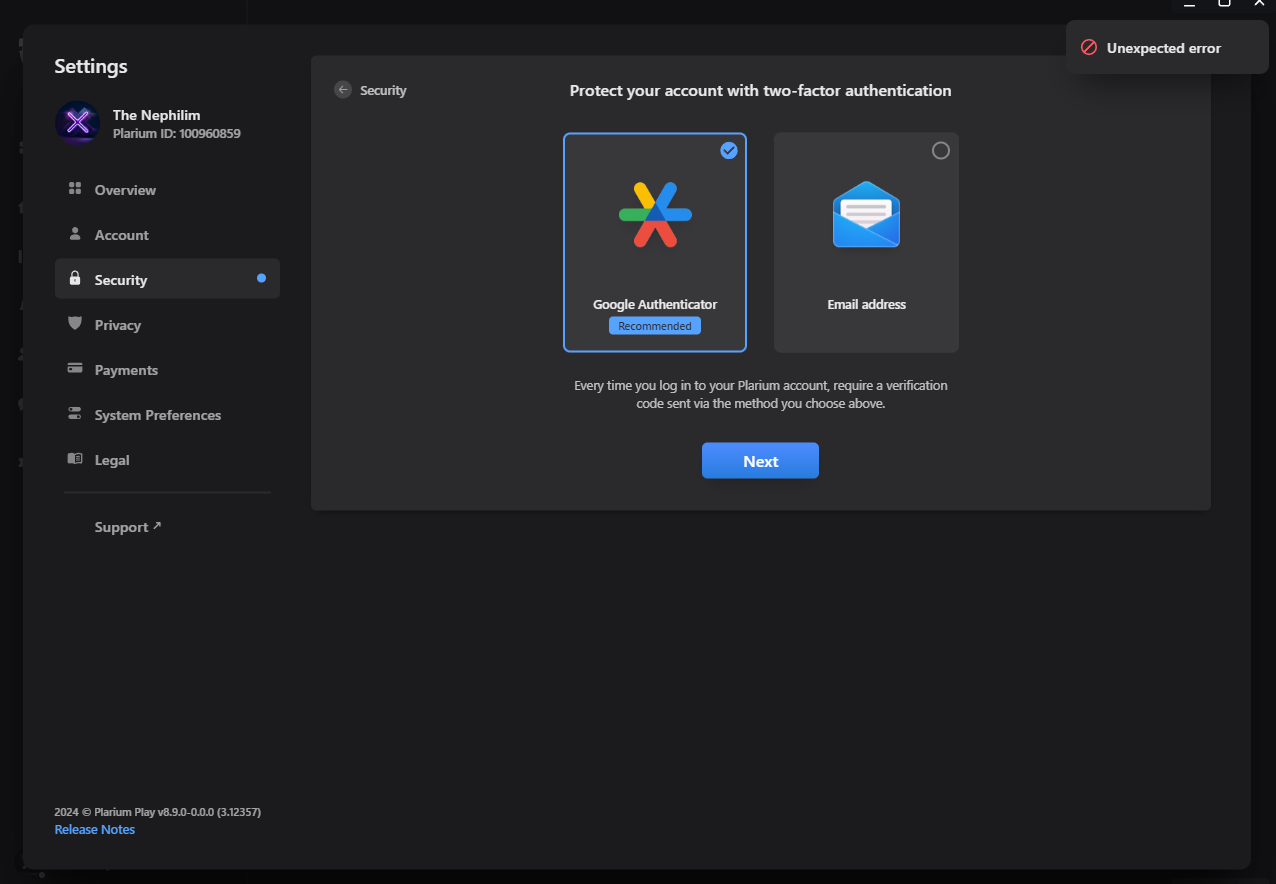 Unexpected error
Settings
The Nephilim
Plarium ID: 100960859
Overview
Account
Security
Privacy
Payments
System Preferences
Legal
Support
2024 © Plarium Play v8.9.0-0.0.0 (3.12357)
Release Notes
Security
Protect your account with two-factor authentication
Google Authenticator
Recommended
Email address
Every time you log in to your Plarium account, require a verification
code sent via the method you choose above.
Next